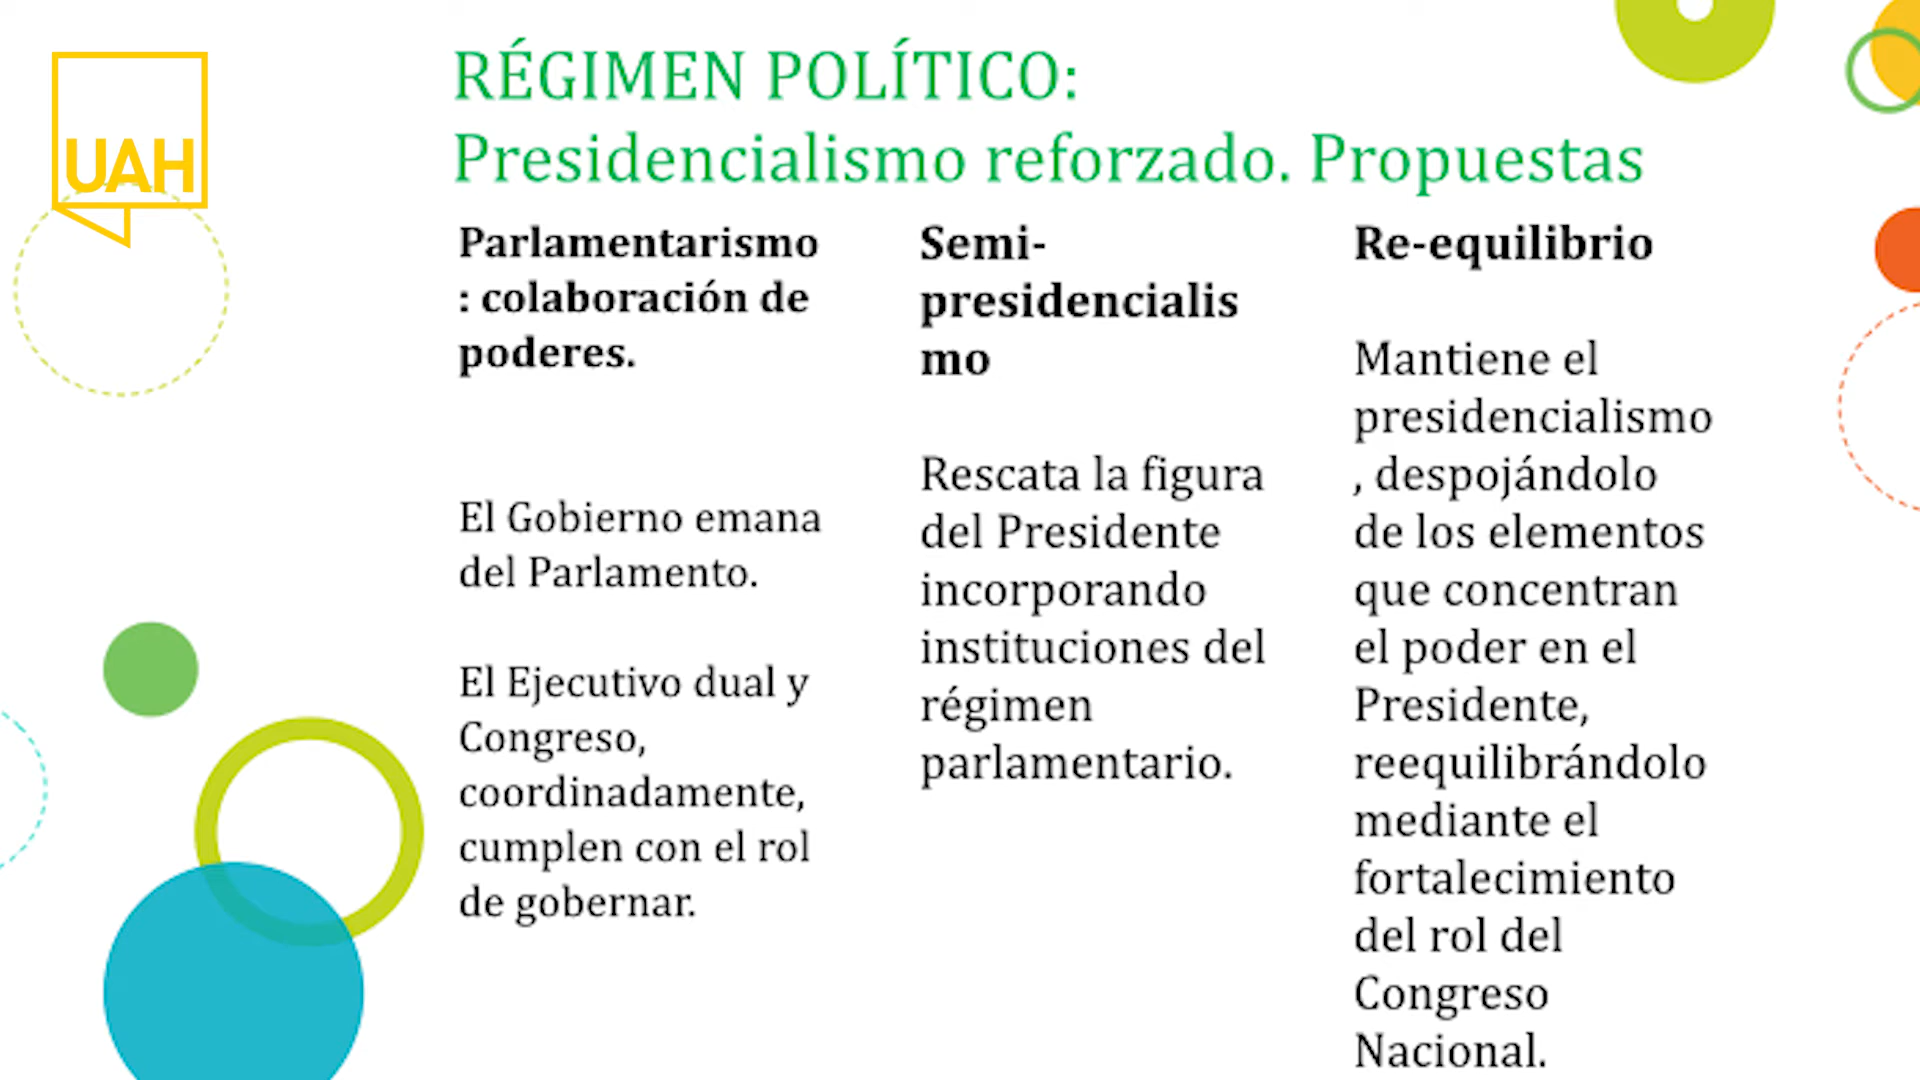 UAH
RÉGIMEN POLÍTICO:
Presidencialismo reforzado. Propuestas
Parlamentarismo
: colaboración de
poderes.
El Gobierno emana
del Parlamento.
El Ejecutivo dual y
Congreso,
coordinadamente,
cumplen con el rol
de gobernar.
Semi-
presidencialis
mo
Rescata la figura
del Presidente
incorporando
instituciones del
régimen
parlamentario.
Re-equilibrio
Mantiene el
presidencialismo
, despojándolo
de los elementos
que concentran
el poder en el
Presidente,
reequilibrándolo
mediante el
fortalecimiento
del rol del
Congreso
Nacional.